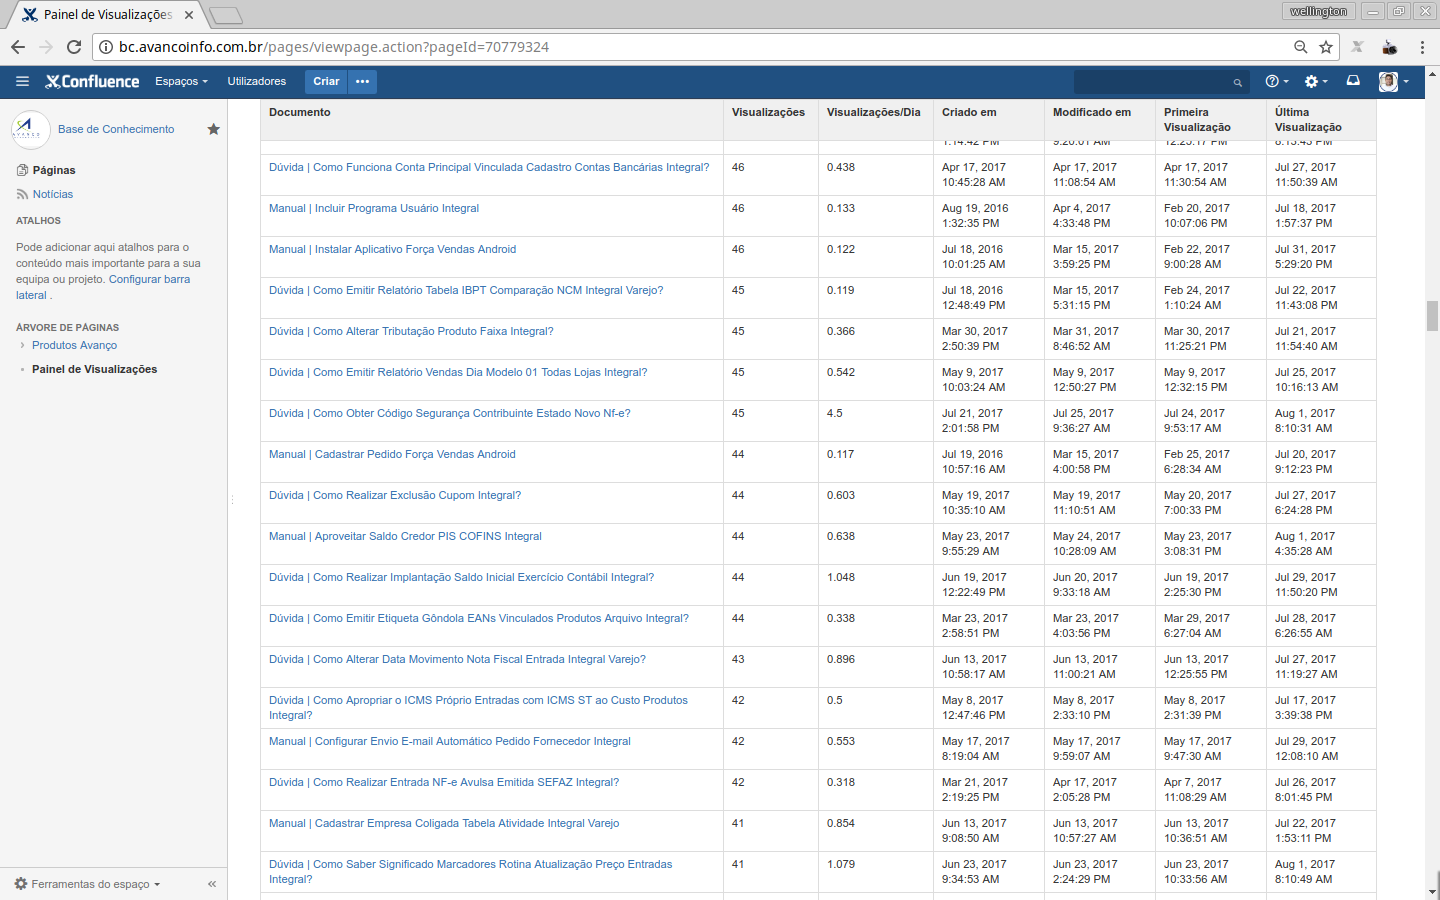 Painel de Visualizações
wellington
bc.avancoinfo.com.br/pages/viewpage.action?pageId=70779324
Confluence Espaços Utilizadores Criar •••
Base de Conhecimento
Páginas
Notícias
ATALHOS
Pode adicionar aqui atalhos para o
conteúdo mais importante para a sua
equipa ou projeto. Configurar barra
lateral .
ÁRVORE DE PÁGINAS
Produtos Avanço
Painel de Visualizações
Ferramentas do espaço
Documento Visualizações Visualizações/Dia Criado em Modificado em Primeira Última
Visualização Visualização
Dúvida | Como Funciona Conta Principal Vinculada Cadastro Contas Bancárias Integral? 46 0.438 Apr 17, 2017 Apr 17, 2017 Apr 17, 2017 Jul 27, 2017
10:45:28 AM 11:08:54 AM 11:30:54 AM 11:50:39 AM
Manual | Incluir Programa Usuário Integral 46 0.133 Aug 19, 2016 Apr 4, 2017 Feb 20, 2017 Jul 18, 2017
1:32:35 PM 4:33:48 PM 10:07:06 PM 1:57:37 PM
Manual | Instalar Aplicativo Força Vendas Android 46 0.122 Jul 18, 2016 Mar 15, 2017 Feb 22, 2017 Jul 31, 2017
10:01:25 AM 3:59:25 PM 9:00:28 AM 5:29:20 PM
Dúvida | Como Emitir Relatório Tabela IBPT Comparação NCM Integral Varejo? 45 0.119 Jul 18, 2016 Mar 15, 2017 Feb 24, 2017 Jul 22, 2017
12:48:49 PM 5:31:15 PM 1:10:24 AM 11:43:08 PM
Dúvida | Como Alterar Tributação Produto Faixa Integral? 45 0.366 Mar 30, 2017 Mar 31, 2017 Mar 30, 2017 Jul 21, 2017
2:50:39 PM 8:46:52 AM 11:25:21 PM 11:54:40 AM
Dúvida | Como Emitir Relatório Vendas Dia Modelo 01 Todas Lojas Integral? 45 0.542 May 9, 2017 May 9, 2017 May 9, 2017 Jul 25, 2017
10:03:24 AM 12:50:27 PM 12:32:15 PM 10:16:13 AM
Dúvida | Como Obter Código Segurança Contribuinte Estado Novo Nf-e? 45 4.5 Jul 21, 2017 Jul 25, 2017 Jul 24, 2017 Aug 1, 2017
2:01:58 PM 9:36:27 AM 9:53:17 AM 8:10:31 AM
Manual | Cadastrar Pedido Força Vendas Android 44 0.117 Jul 19, 2016 Mar 15, 2017 Feb 25, 2017 Jul 20, 2017
10:57:16 AM 4:00:58 PM 6:28:34 AM 9:12:23 PM
Dúvida | Como Realizar Exclusão Cupom Integral? 44 0.603 May 19, 2017 May 19, 2017 May 20, 2017 Jul 27, 2017
10:35:10 AM 11:10:51 AM 7:00:33 PM 6:24:28 PM
Manual | Aproveitar Saldo Credor PIS COFINS Integral 44 0.638 May 23, 2017 May 24, 2017 May 23, 2017 Aug 1, 2017
9:55:29 AM 10:28:09 AM 3:08:31 PM 4:35:28 AM
Dúvida | Como Realizar Implantação Saldo Inicial Exercício Contábil Integral? 44 1.048 Jun 19, 2017 Jun 20, 2017 Jun 19, 2017 Jul 29, 2017
12:22:49 PM 9:33:18 AM 2:25:30 PM 11:50:20 PM
Dúvida | Como Emitir Etiqueta Gôndola EANs Vinculados Produtos Arquivo Integral? 44 0.338 Mar 23, 2017 Mar 23, 2017 Mar 29, 2017 Jul 28, 2017
2:58:51 PM 4:03:56 PM 6:27:04 AM 6:26:55 AM
Dúvida | Como Alterar Data Movimento Nota Fiscal Entrada Integral Varejo? 43 0.896 Jun 13, 2017 Jun 13, 2017 Jun 13, 2017 Jul 27, 2017
10:58:17 AM 11:00:21 AM 12:25:55 PM 11:19:27 AM
Dúvida | Como Apropriar o ICMS Próprio Entradas com ICMS ST ao Custo Produtos 42 0.5 May 8, 2017 May 8, 2017 May 8, 2017 Jul 17, 2017
Integral? 12:47:46 PM 2:33:10 PM 2:31:39 PM 3:39:38 PM
Manual | Configurar Envio E-mail Automático Pedido Fornecedor Integral 42 0.553 May 17, 2017 May 17, 2017 May 17, 2017 Jul 29, 2017
8:19:04 AM 9:59:07 AM 9:47:30 AM 12:08:10 AM
Dúvida | Como Realizar Entrada NF-e Avulsa Emitida SEFAZ Integral? 42 0.318 Mar 21, 2017 Apr 17, 2017 Apr 7, 2017 Jul 26, 2017
2:19:25 PM 2:05:28 PM 11:08:29 AM 8:01:45 PM
Manual | Cadastrar Empresa Coligada Tabela Atividade Integral Varejo 41 0.854 Jun 13, 2017 Jun 13, 2017 Jun 13, 2017 Jul 22, 2017
9:08:50 AM 10:57:27 AM 10:36:51 AM 1:53:11 PM
Dúvida | Como Saber Significado Marcadores Rotina Atualização Preço Entradas 41 1.079 Jun 23, 2017 Jun 23, 2017 Jun 23, 2017 Aug 1, 2017
Integral? 9:34:53 AM 2:24:29 PM 10:33:56 AM 8:10:49 AM